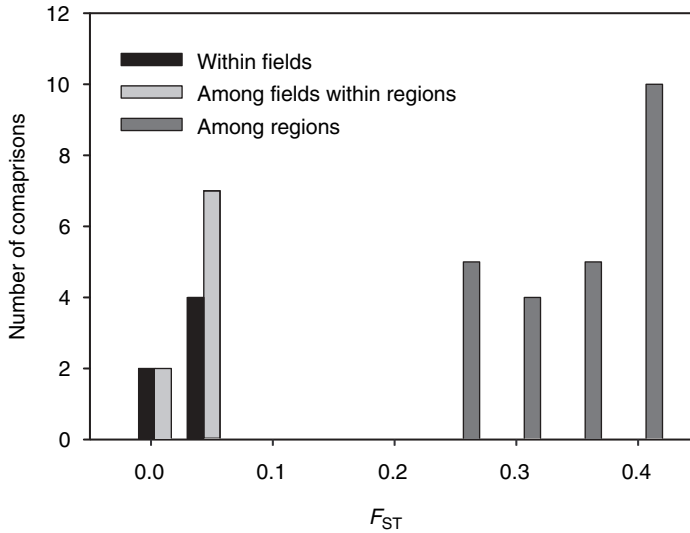 12
10
8
6
4
2
0
Number of comaprisons
Within fields
Among fields within regions
Among regions
0.0 0.1 0.2 0.3 0.4
FST